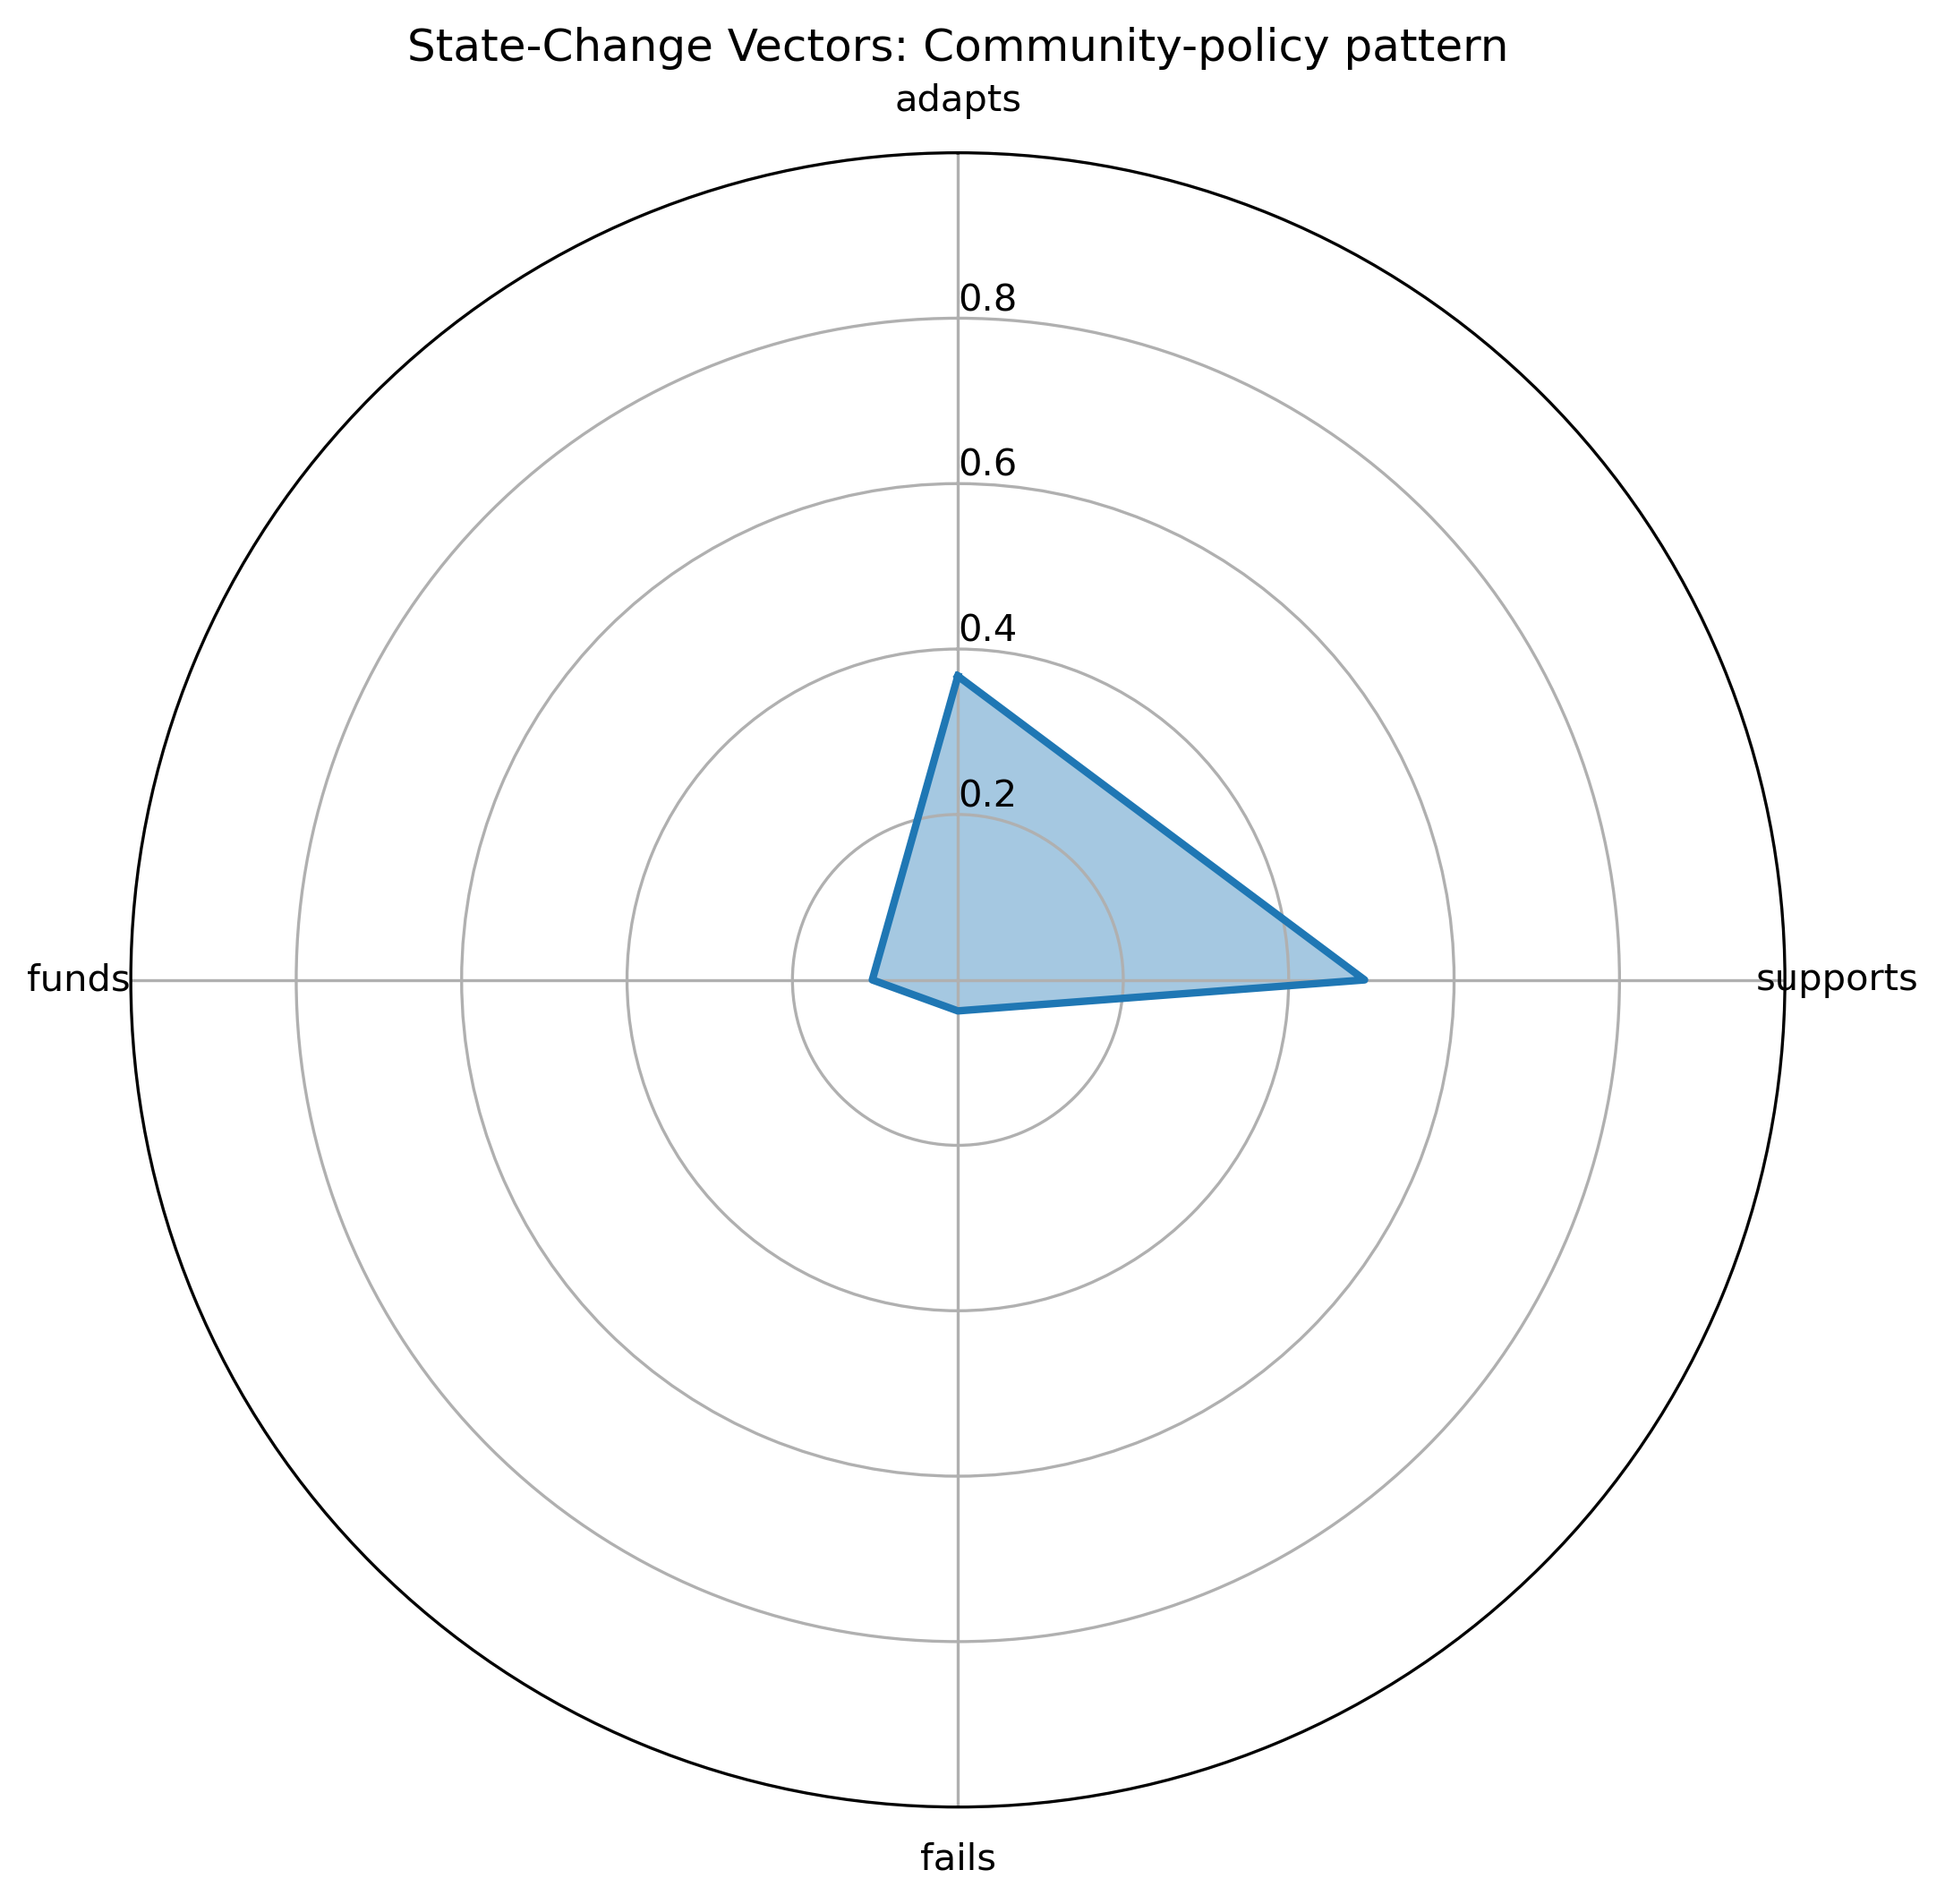 State-Change Vectors: Community-policy pattern
adapts
0.8
0.6
0.4
0.2
funds
supports
fails